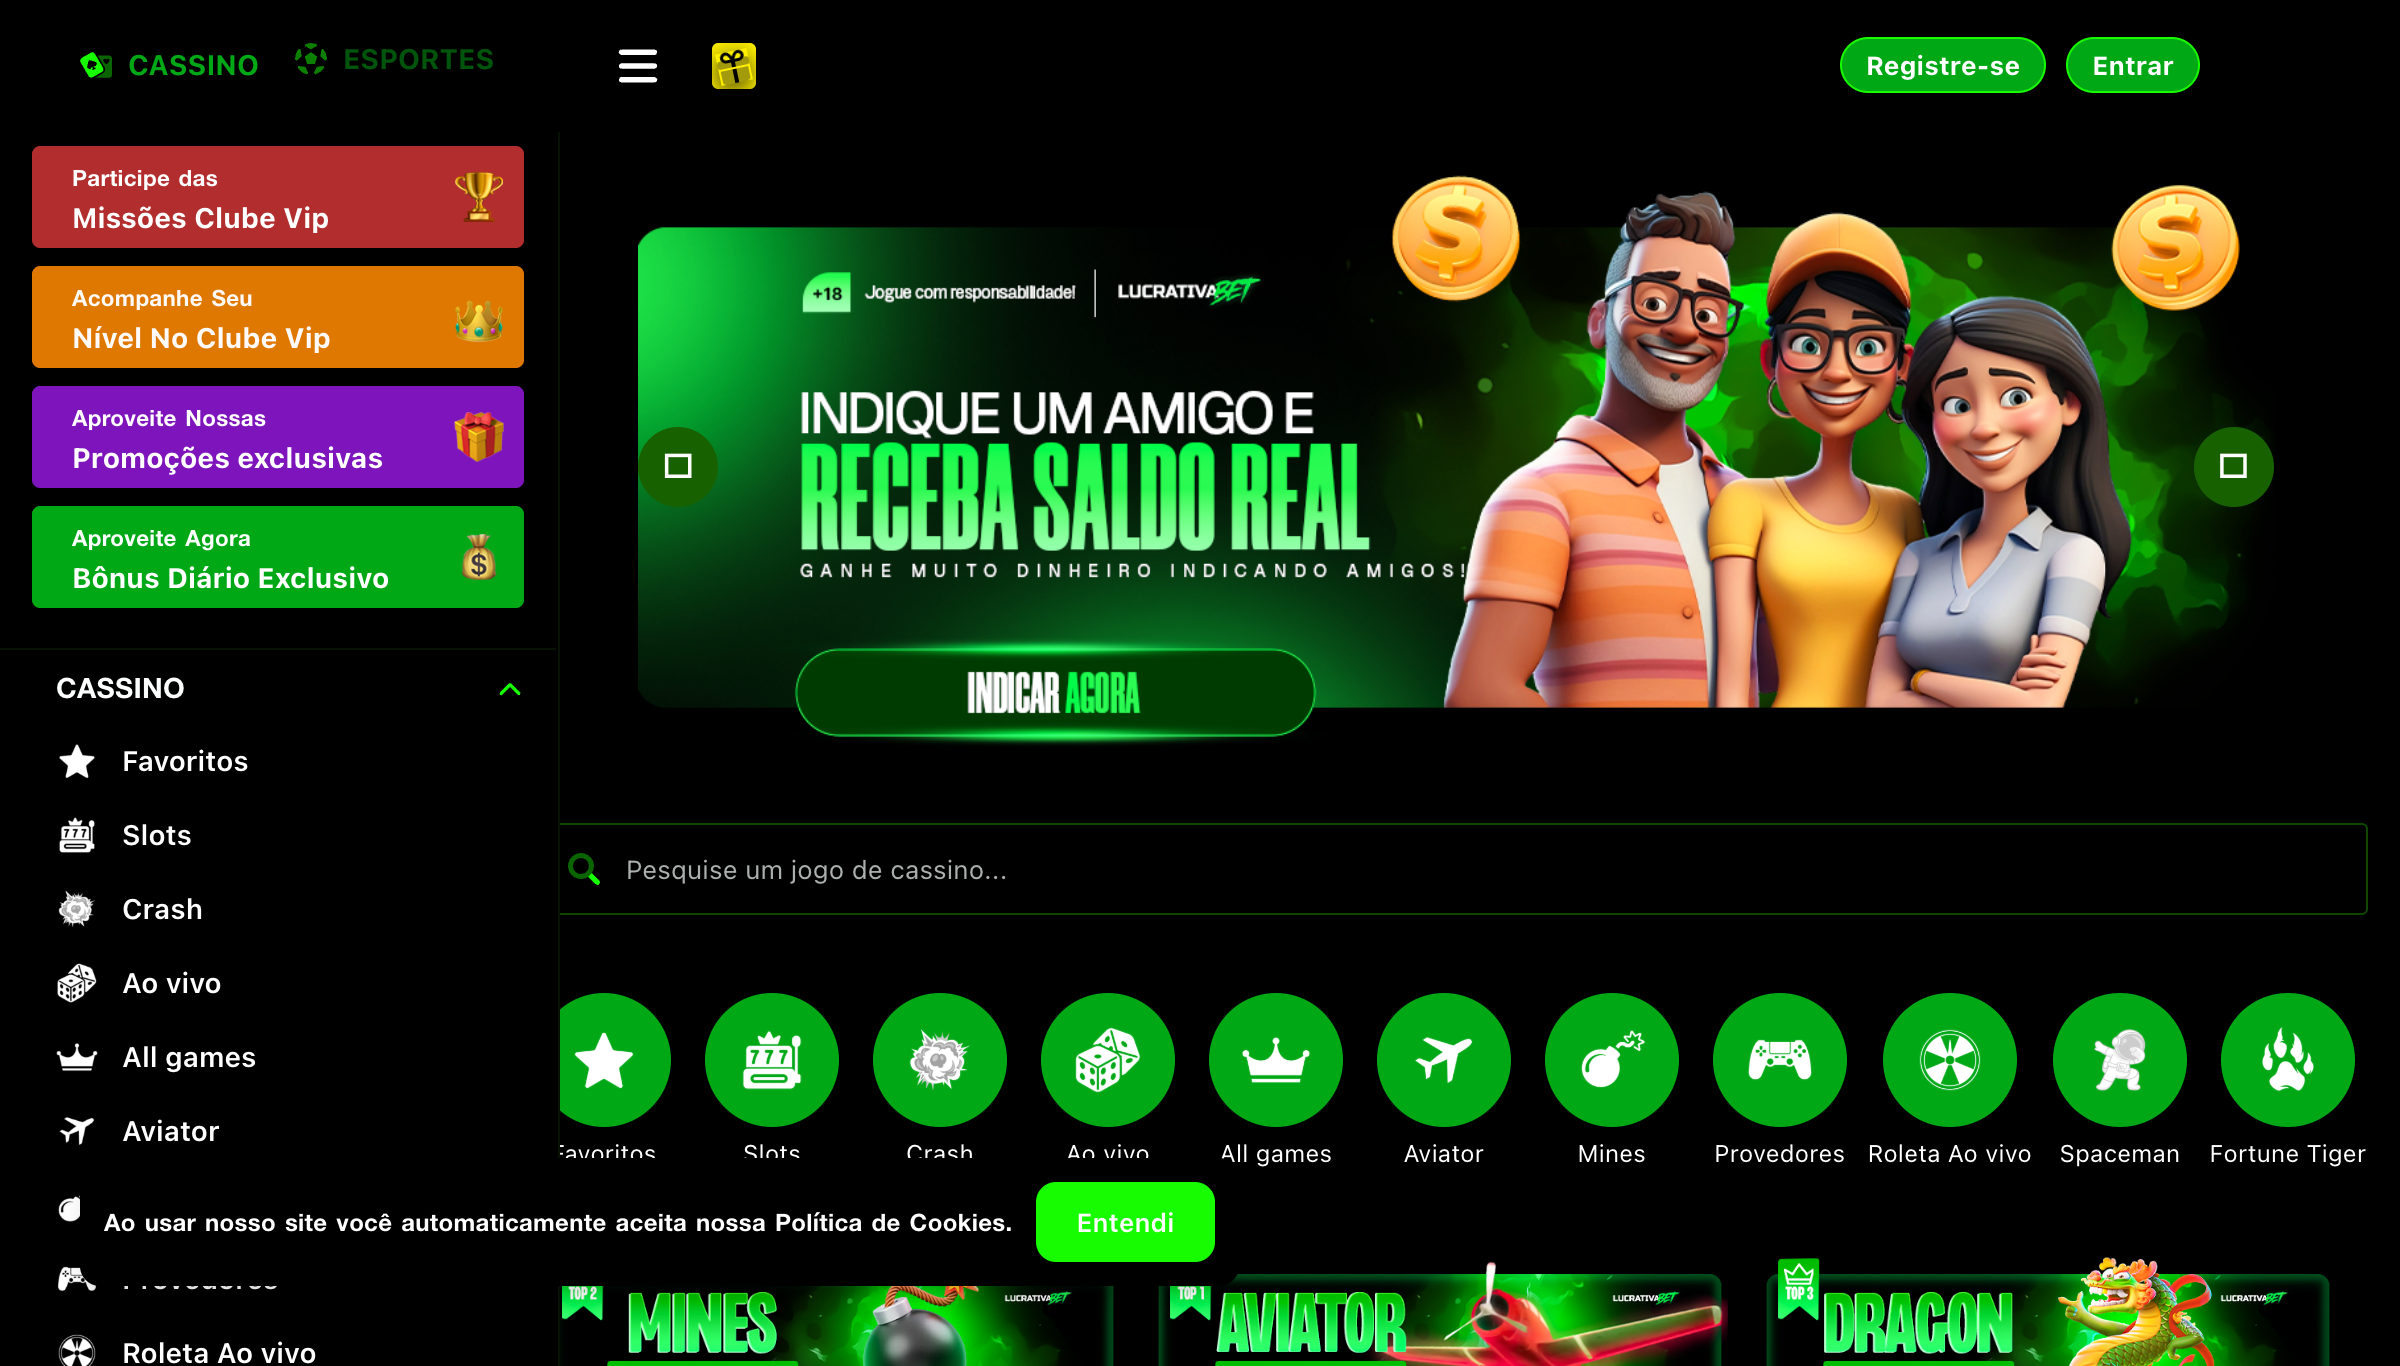 CASSINO
ESPORTES
Registre-se
Entrar
Participe das
Missões Clube Vip
Acompanhe Seu
Nível No Clube Vip
Aproveite Nossas
Promoções exclusivas
Aproveite Agora
Bônus Diário Exclusivo
CASSINO
Favoritos
Slots
Crash
Ao vivo
All games
Aviator
Roleta Ao vivo
+18
Jogue com responsabilidade!
LUCRATIVABET
INDIQUE UM AMIGO E
RECEBA SALDO REAL
GANHE MUITO DINHEIRO INDICANDO AMIGOS!
INDICAR AGORA
Pesquise um jogo de cassino...
Favoritos
Slots
Crash
Ao vivo
All games
Aviator
Mines
Provedores
Roleta Ao vivo
Spaceman
Fortune Tiger
Ao usar nosso site você automaticamente aceita nossa Política de Cookies.
Entendi
TOP 2
MINES
LUCRATIVABET
TOP 1
AVIATOR
LUCRATIVABET
TOP 3
DRAGON
LUCRATIVABET